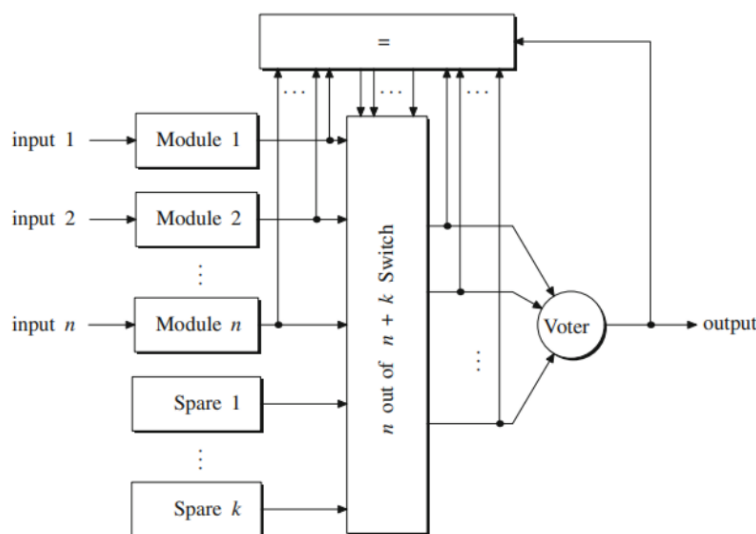 =
input 1
Module 1
input 2
Module 2
input n
Module n
Spare 1
Spare k
n out of n + k Switch
Voter
output